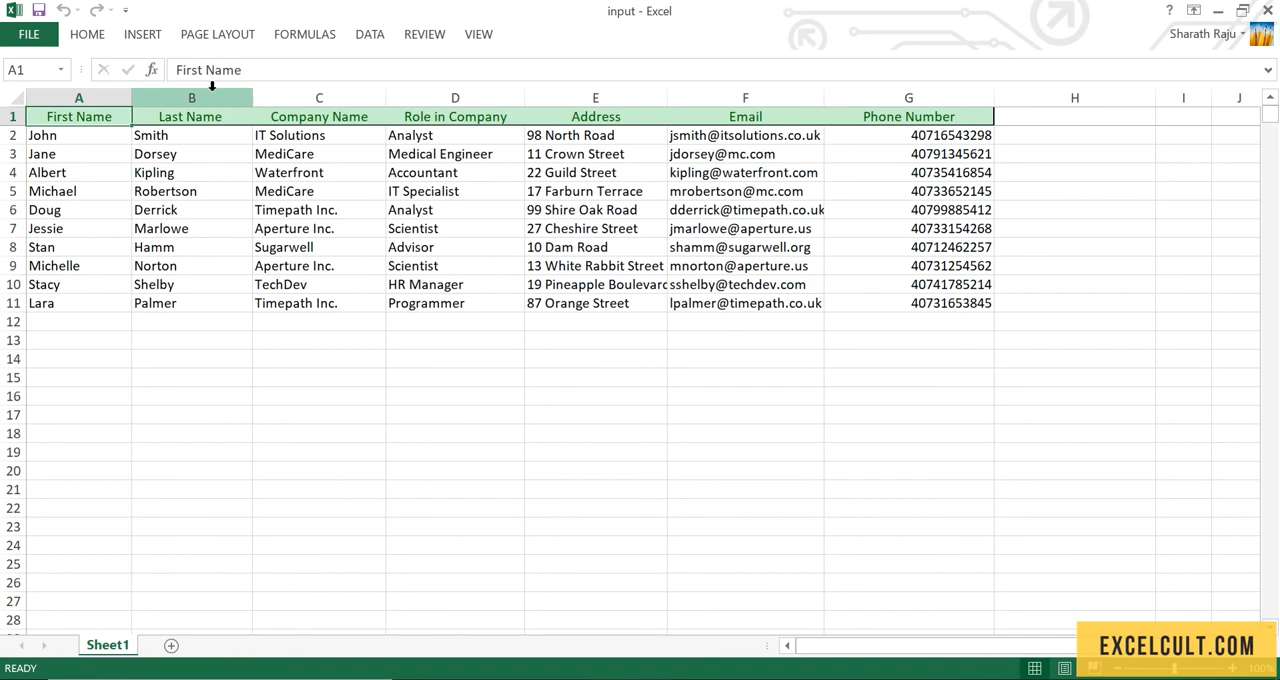 input - Excel
FILE HOME INSERT PAGE LAYOUT FORMULAS DATA REVIEW VIEW Sharath Raju
A1 fx First Name
A B C D E F G H I J
1 First Name Last Name Company Name Role in Company Address Email Phone Number
2 John Smith IT Solutions Analyst 98 North Road jsmith@itsolutions.co.uk 40716543298
3 Jane Dorsey MediCare Medical Engineer 11 Crown Street jdorsey@mc.com 40791345621
4 Albert Kipling Waterfront Accountant 22 Guild Street kipling@waterfront.com 40735416854
5 Michael Robertson MediCare IT Specialist 17 Farburn Terrace mrobertson@mc.com 40733652145
6 Doug Derrick Timepath Inc. Analyst 99 Shire Oak Road dderrick@timepath.co.uk 40799885412
7 Jessie Marlowe Aperture Inc. Scientist 27 Cheshire Street jmarlowe@aperture.us 40733154268
8 Stan Hamm Sugarwell Advisor 10 Dam Road shamm@sugarwell.org 40712462257
9 Michelle Norton Aperture Inc. Scientist 13 White Rabbit Street mnorton@aperture.us 40731254562
10 Stacy Shelby TechDev HR Manager 19 Pineapple Boulevard sshelby@techdev.com 40741785214
11 Lara Palmer Timepath Inc. Programmer 87 Orange Street lpalmer@timepath.co.uk 40731653845
12
13
14
15
16
17
18
19
20
21
22
23
24
25
26
27
28
Sheet1
EXCELCULT.COM
READY 100%